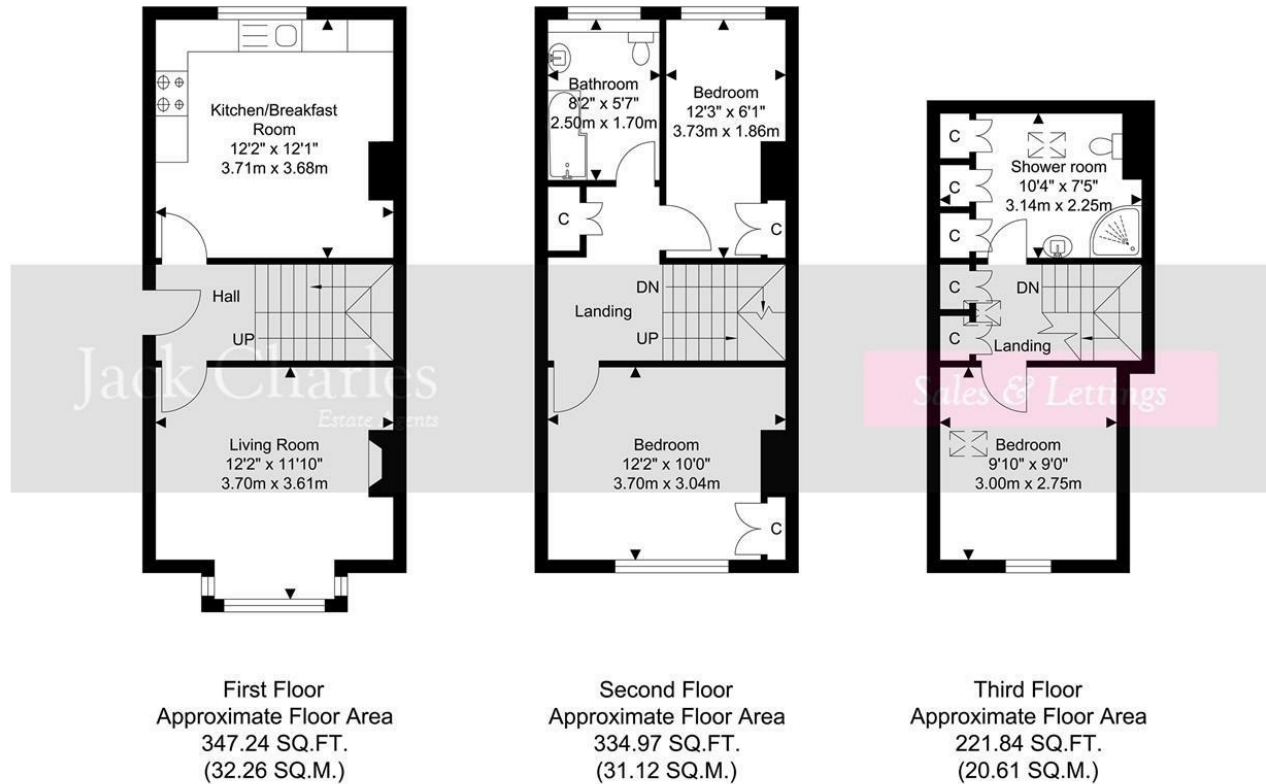 Kitchen/Breakfast
Room
12'2" x 12'1"
3.71m x 3.68m
Hall
UP
Living Room
12'2" x 11'10"
3.70m x 3.61m
First Floor
Approximate Floor Area
347.24 SQ.FT.
(32.26 SQ.M.)
Bathroom
8'2" x 5'7"
2.50m x 1.70m
Bedroom
12'3" x 6'1"
3.73m x 1.86m
C
C
DN
Landing
UP
Bedroom
12'2" x 10'0"
3.70m x 3.04m
C
Second Floor
Approximate Floor Area
334.97 SQ.FT.
(31.12 SQ.M.)
C
C
C
Shower room
10'4" x 7'5"
3.14m x 2.25m
C
C
DN
Landing
Bedroom
9'10" x 9'0"
3.00m x 2.75m
Third Floor
Approximate Floor Area
221.84 SQ.FT.
(20.61 SQ.M.)
Jack Charles
Estate Agents
Sales & Lettings